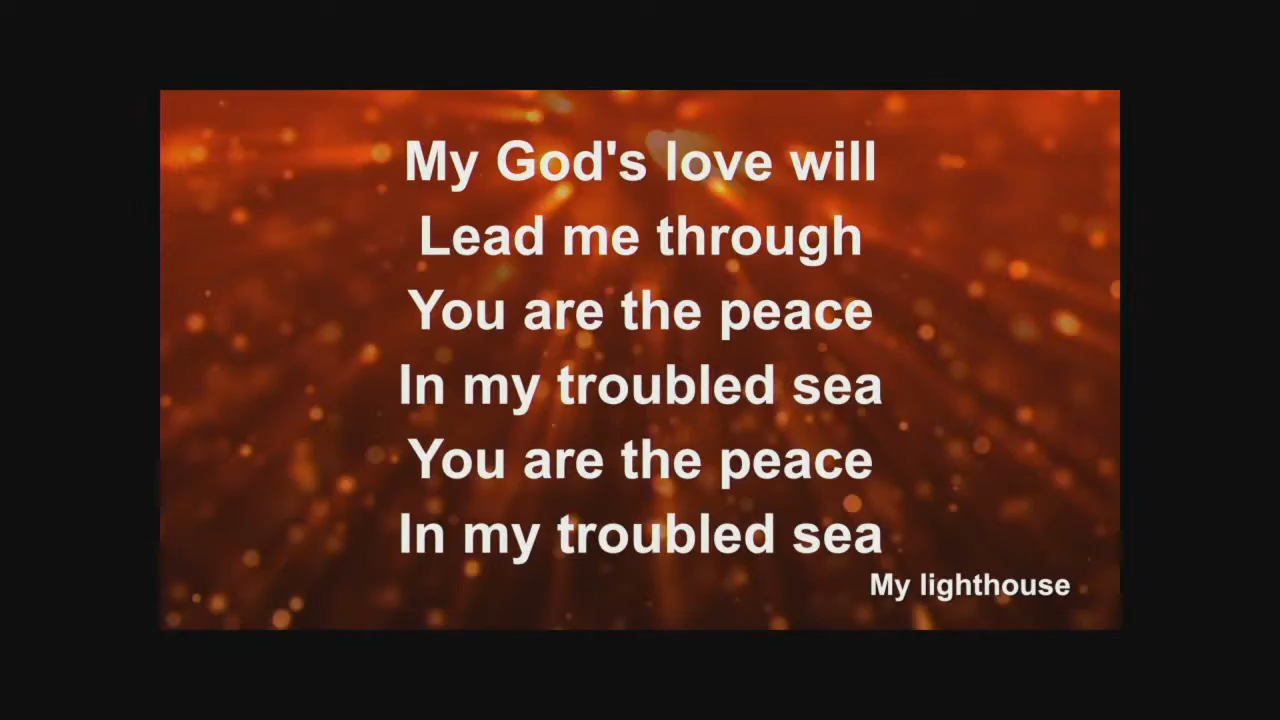 My God's love will
Lead me through
You are the peace
In my troubled sea
You are the peace
In my troubled sea
My lighthouse